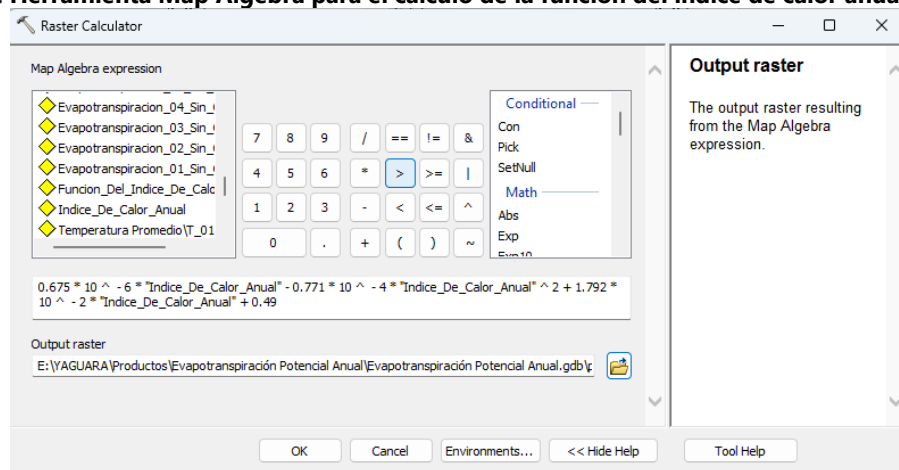 Herramienta Map Algebra para el cálculo de la función del índice de calor anual
Raster Calculator
Map Algebra expression
Evapotranspiracion_04_Sin_
Evapotranspiracion_03_Sin_
Evapotranspiracion_02_Sin_
Evapotranspiracion_01_Sin_
Funcion_Del_Indice_De_Calc
Indice_De_Calor_Anual
Temperatura Promedio\T_01
7 8 9 / == != &
4 5 6 * > >= |
1 2 3 - < <= ^
0 . + ( ) ~
Conditional
Con
Pick
SetNull
Math
Abs
Exp
Exp10
0.675 * 10 ^ - 6 * "Indice_De_Calor_Anual" - 0.771 * 10 ^ - 4 * "Indice_De_Calor_Anual" ^ 2 + 1.792 *
10 ^ - 2 * "Indice_De_Calor_Anual" + 0.49
Output raster
E:\YAGUARA\Productos\Evapotranspiración Potencial Anual\Evapotranspiración Potencial Anual.gdb\p
OK Cancel Environments... << Hide Help Tool Help
Output raster
The output raster resulting
from the Map Algebra
expression.